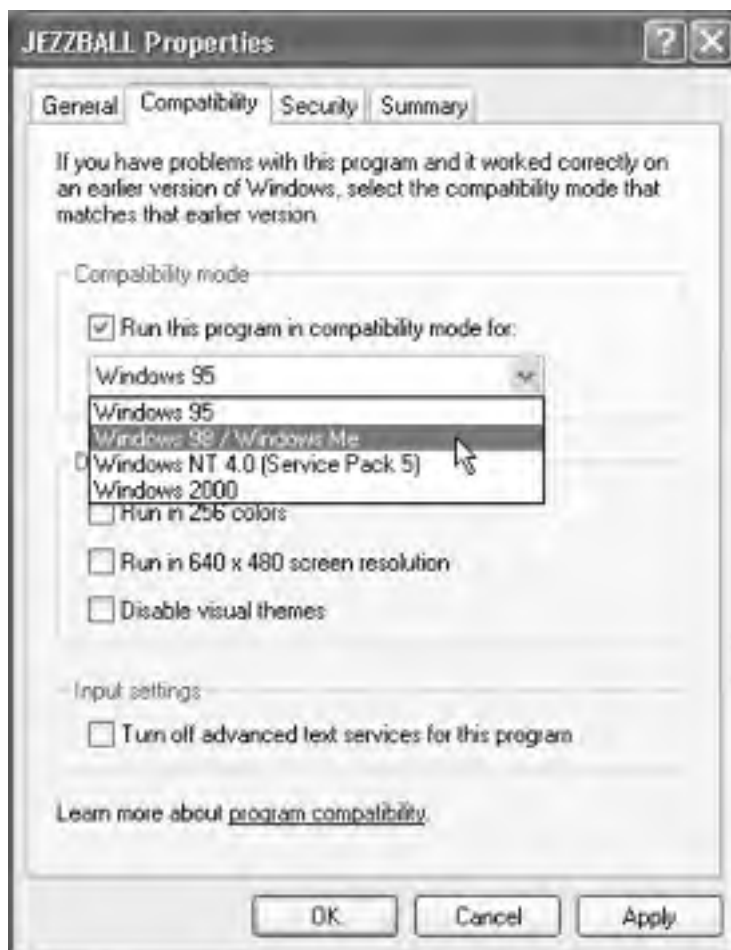 JEZZBALL Properties
General Compatibility Security Summary
If you have problems with this program and it worked correctly on
an earlier version of Windows, select the compatibility mode that
matches that earlier version
Compatibility mode
Run this program in compatibility mode for:
Windows 95
Windows 95
Windows 98 / Windows Me
D
Windows NT 4.0 (Service Pack 5)
Windows 2000
Run in 256 colors
Run in 640 x 480 screen resolution
Disable visual themes
Input settings
Turn off advanced text services for this program
Learn more about program compatibility.
OK Cancel Apply